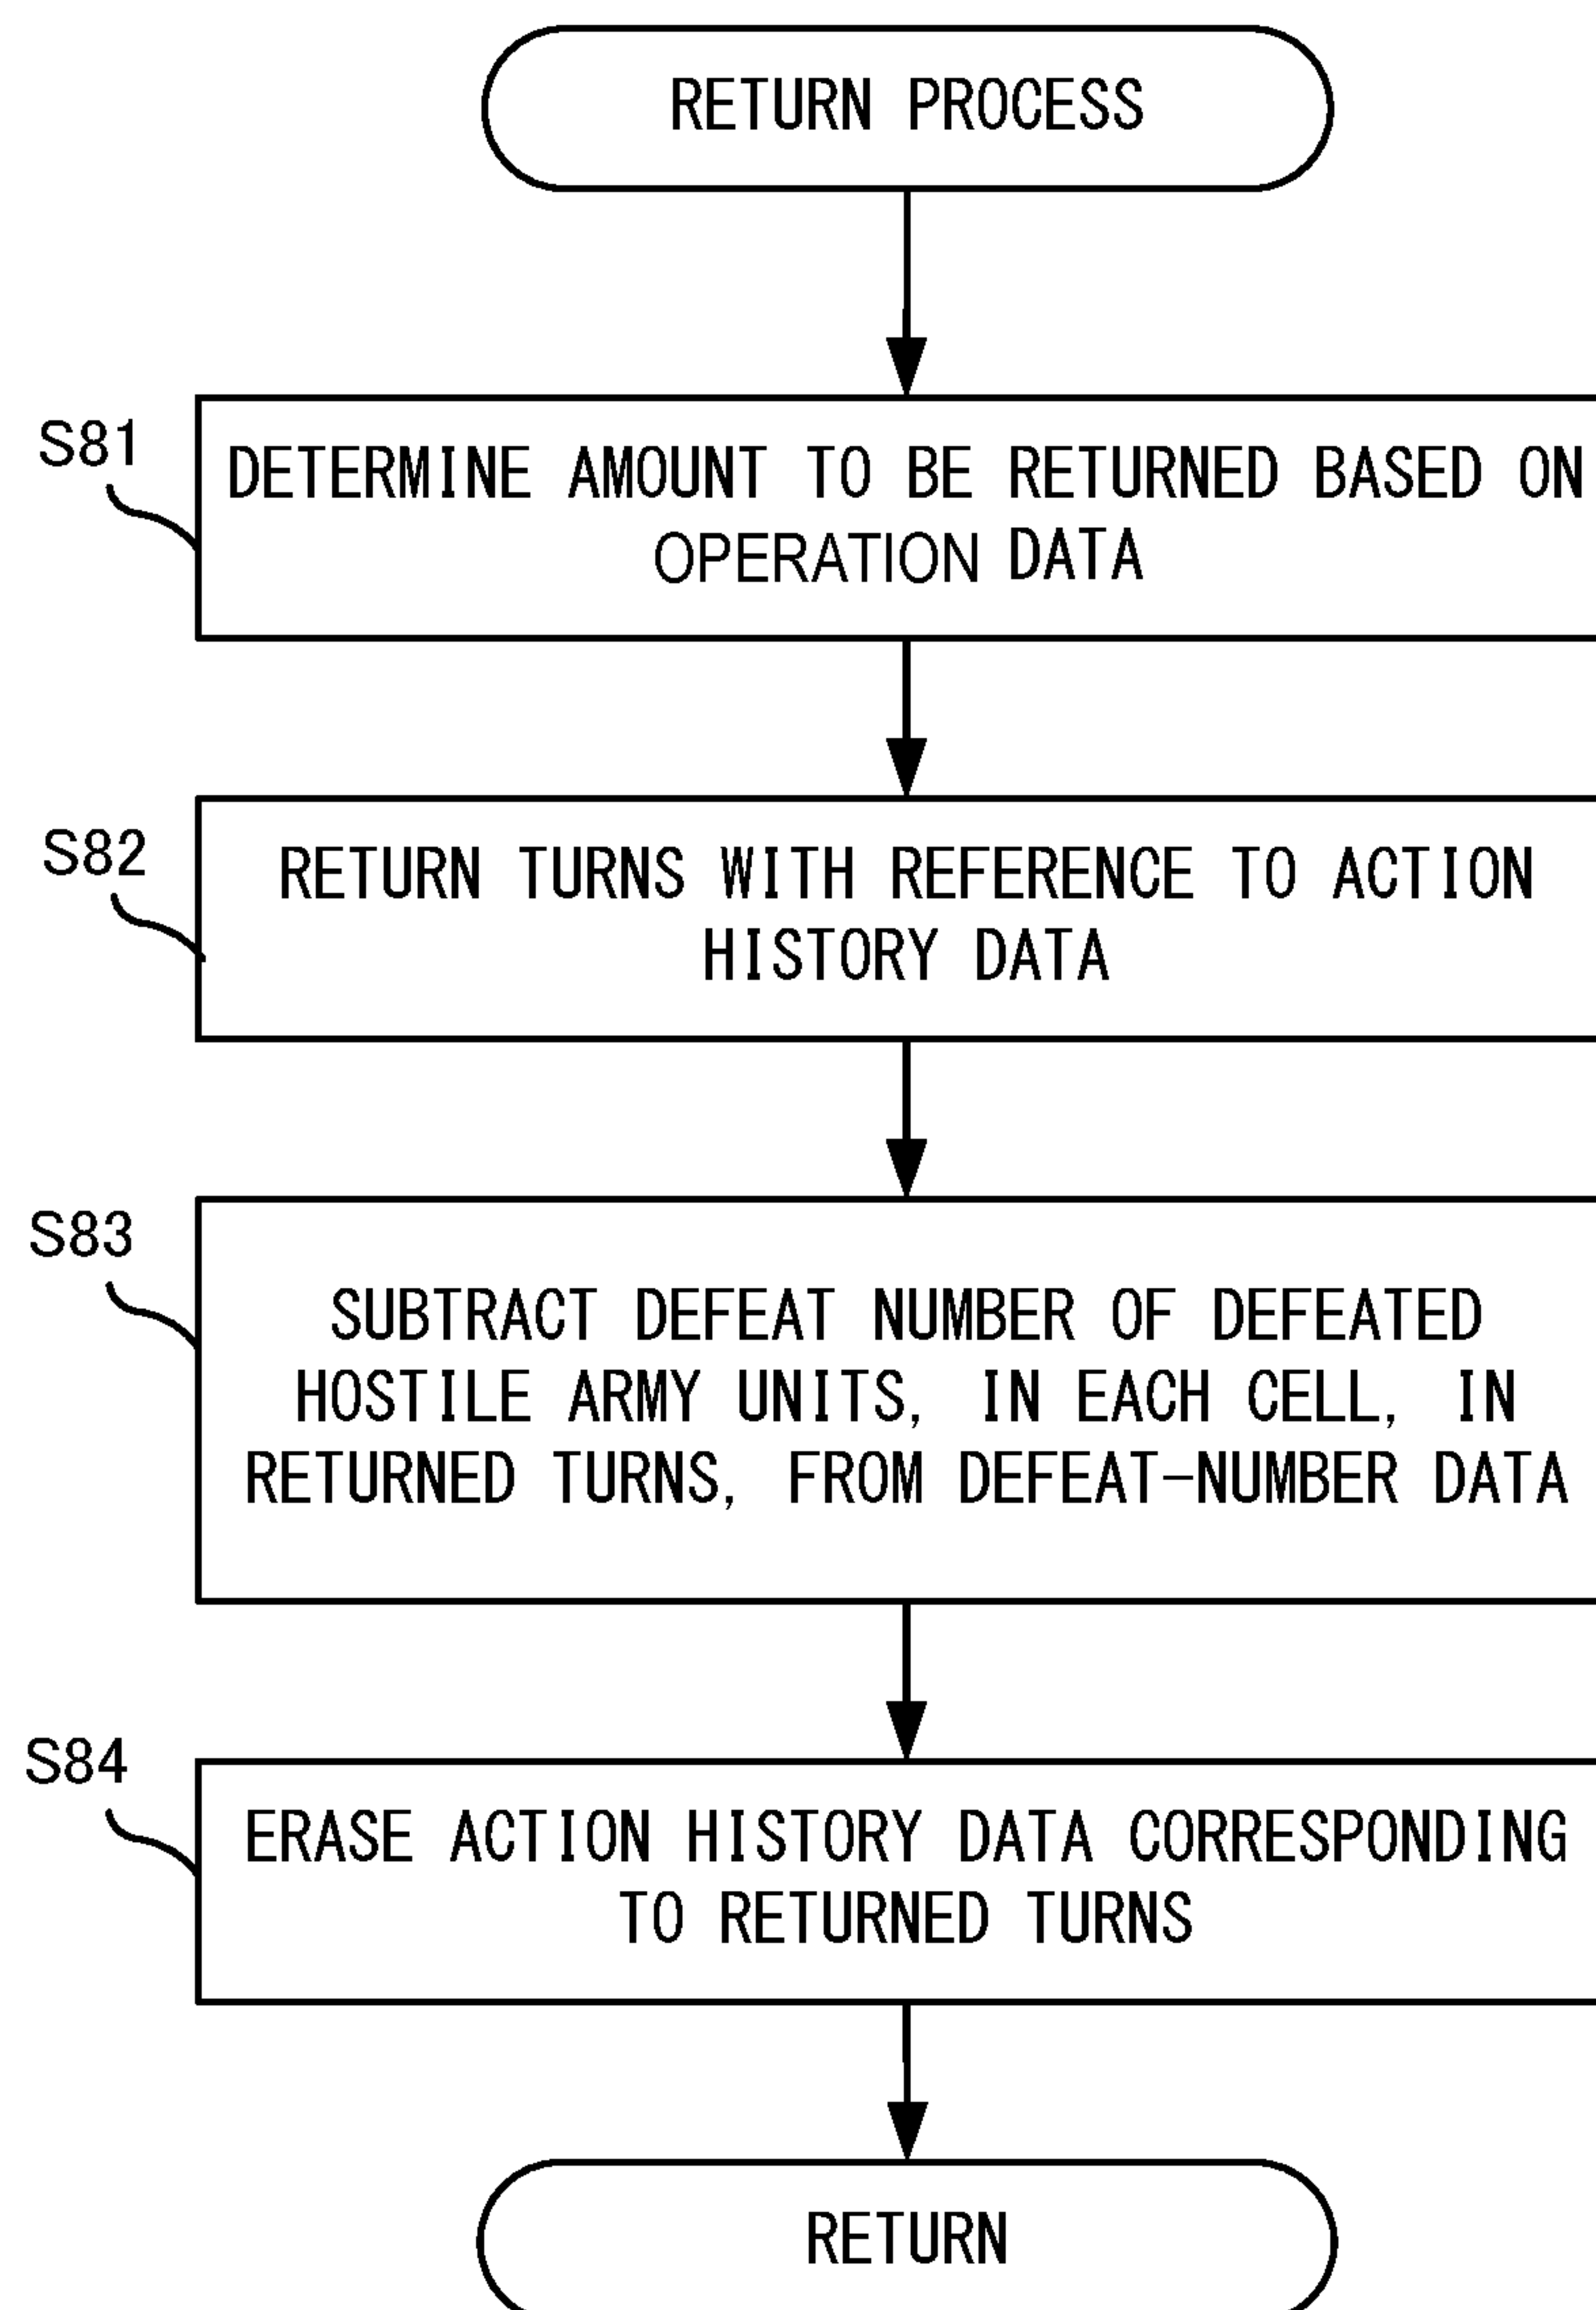 RETURN PROCESS
S81
DETERMINE AMOUNT TO BE RETURNED BASED ON
OPERATION DATA
S82
RETURN TURNS WITH REFERENCE TO ACTION
HISTORY DATA
S83
SUBTRACT DEFEAT NUMBER OF DEFEATED
HOSTILE ARMY UNITS, IN EACH CELL, IN
RETURNED TURNS, FROM DEFEAT-NUMBER DATA
S84
ERASE ACTION HISTORY DATA CORRESPONDING
TO RETURNED TURNS
RETURN